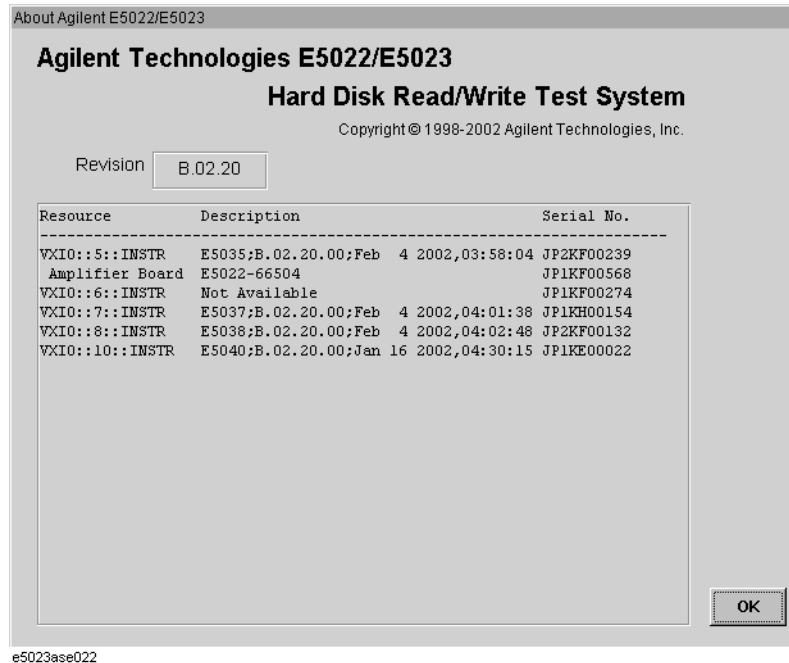 About Agilent E5022/E5023
Agilent Technologies E5022/E5023
Hard Disk Read/Write Test System
Copyright © 1998-2002 Agilent Technologies, Inc.
Revision B.02.20
Resource Description Serial No.
--------------------------------------------------------------------
VXI0::5::INSTR E5035;B.02.20.00;Feb 4 2002,03:58:04 JP2KF00239
Amplifier Board E5022-66504 JP1KF00568
VXI0::6::INSTR Not Available JP1KF00274
VXI0::7::INSTR E5037;B.02.20.00;Feb 4 2002,04:01:38 JP1KH00154
VXI0::8::INSTR E5038;B.02.20.00;Feb 4 2002,04:02:48 JP2KF00132
VXI0::10::INSTR E5040;B.02.20.00;Jan 16 2002,04:30:15 JP1KE00022
OK
e5023ase022